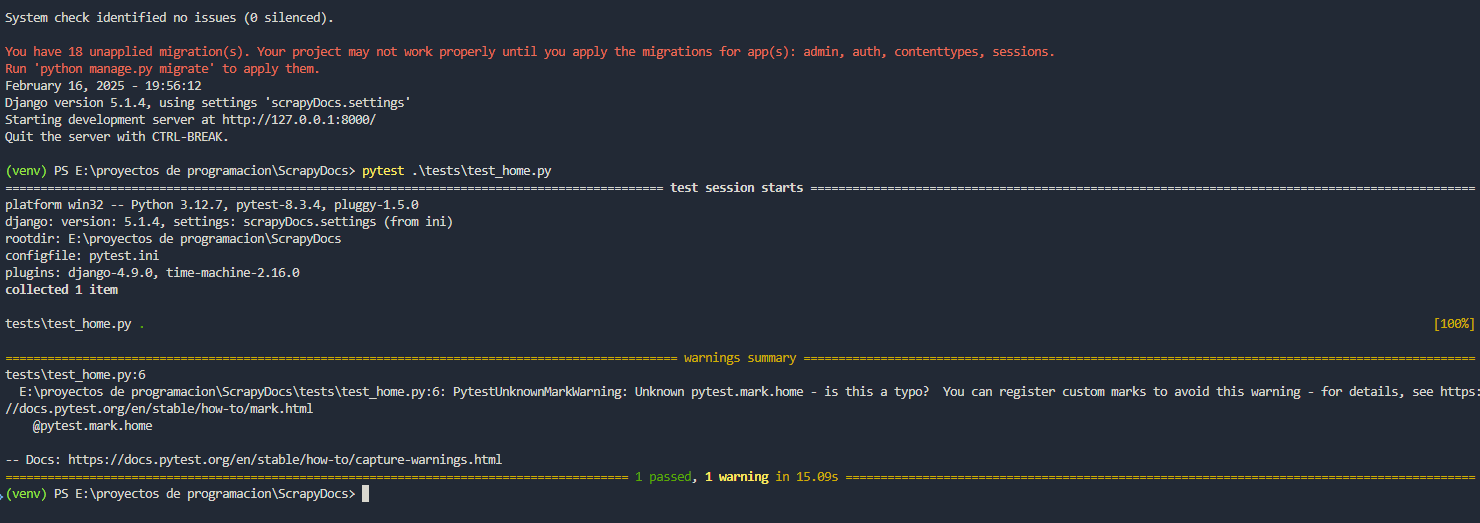 System check identified no issues (0 silenced).
You have 18 unapplied migration(s). Your project may not work properly until you apply the migrations for app(s): admin, auth, contenttypes, sessions.
Run 'python manage.py migrate' to apply them.
February 16, 2025 - 19:56:12
Django version 5.1.4, using settings 'scrapyDocs.settings'
Starting development server at http://127.0.0.1:8000/
Quit the server with CTRL-BREAK.
(venv) PS E:\proyectos de programacion\ScrapyDocs> pytest .\tests\test_home.py
============================== test session starts ==============================
platform win32 -- Python 3.12.7, pytest-8.3.4, pluggy-1.5.0
django: version: 5.1.4, settings: scrapyDocs.settings (from ini)
rootdir: E:\proyectos de programacion\ScrapyDocs
configfile: pytest.ini
plugins: django-4.9.0, time-machine-2.16.0
collected 1 item
tests\test_home.py . [100%]
============================== warnings summary ==============================
tests\test_home.py:6
E:\proyectos de programacion\ScrapyDocs\tests\test_home.py:6: PytestUnknownMarkWarning: Unknown pytest.mark.home - is this a typo?  You can register custom marks to avoid this warning - for details, see https:
//docs.pytest.org/en/stable/how-to/mark.html
@pytest.mark.home
-- Docs: https://docs.pytest.org/en/stable/how-to/capture-warnings.html
============================== 1 passed, 1 warning in 15.09s ==============================
(venv) PS E:\proyectos de programacion\ScrapyDocs>